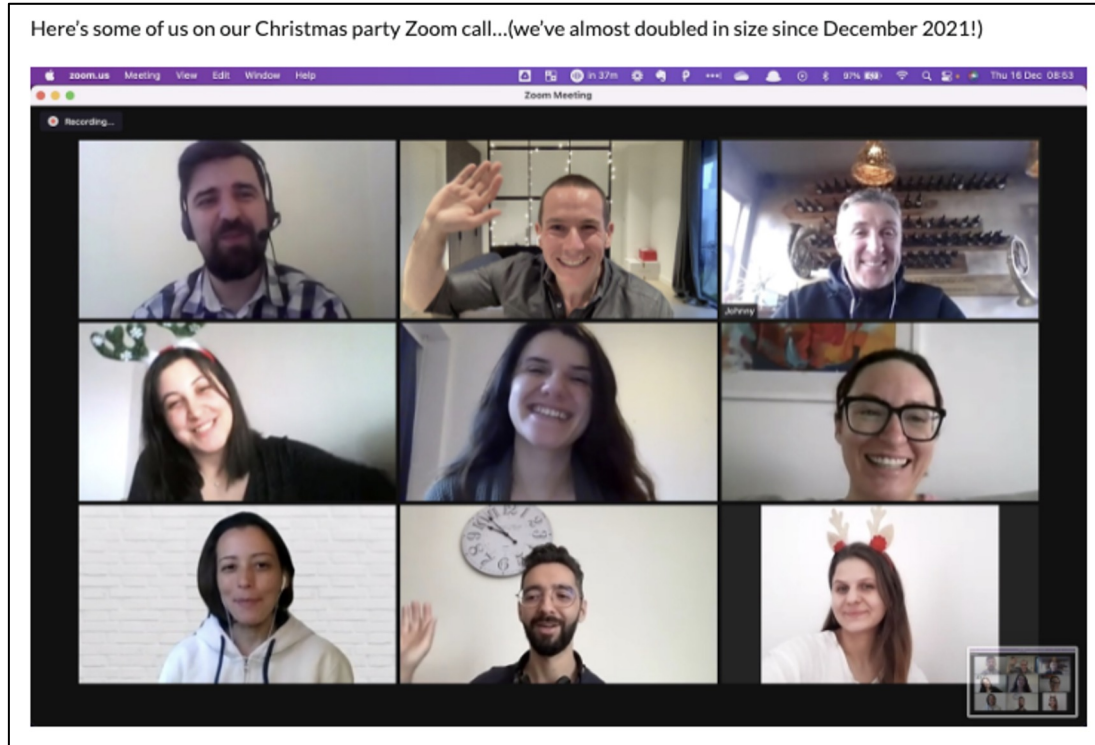 Here’s some of us on our Christmas party Zoom call...(we’ve almost doubled in size since December 2021!)
zoom.us Meeting View Edit Window Help in 37m 97% Thu 16 Dec 08:53
Zoom Meeting
Recording...
Johnny